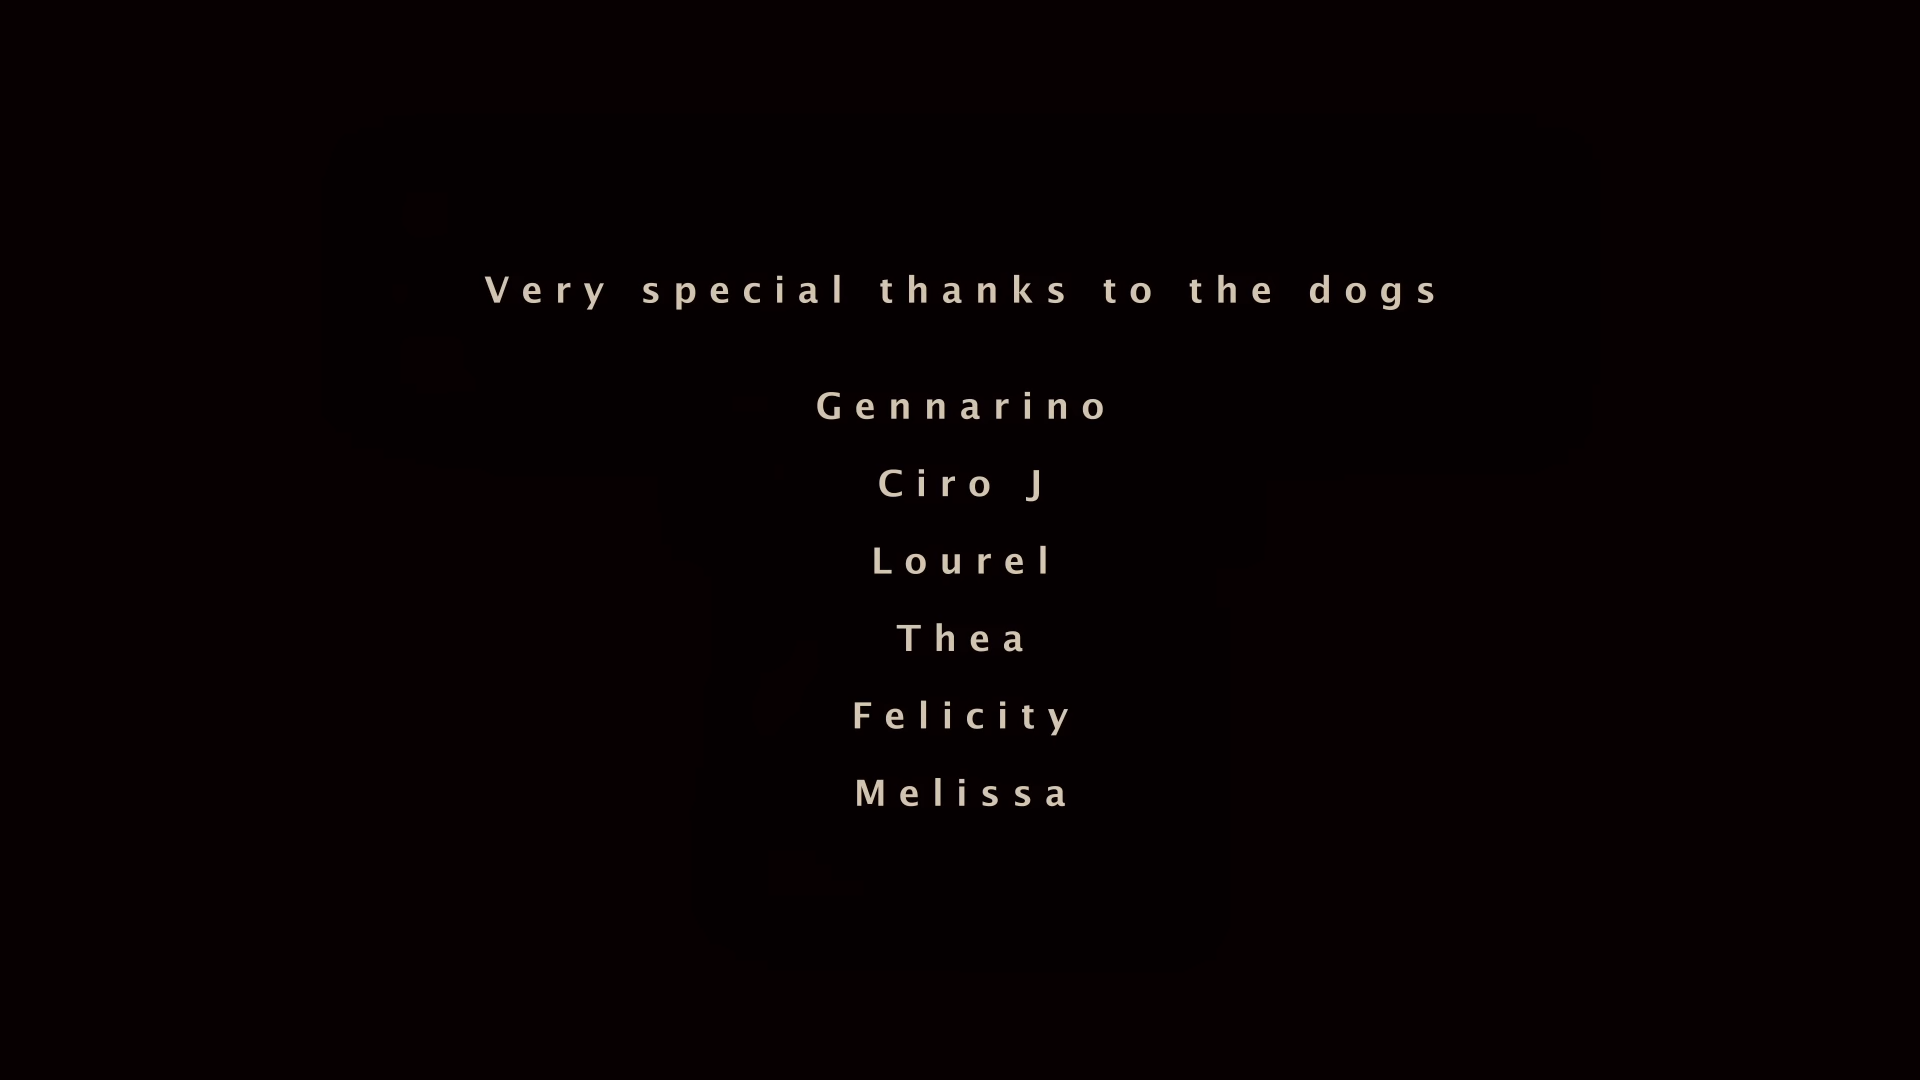 Very special thanks to the dogs
Gennarino
Ciro J
Lourel
Thea
Felicity
Melissa